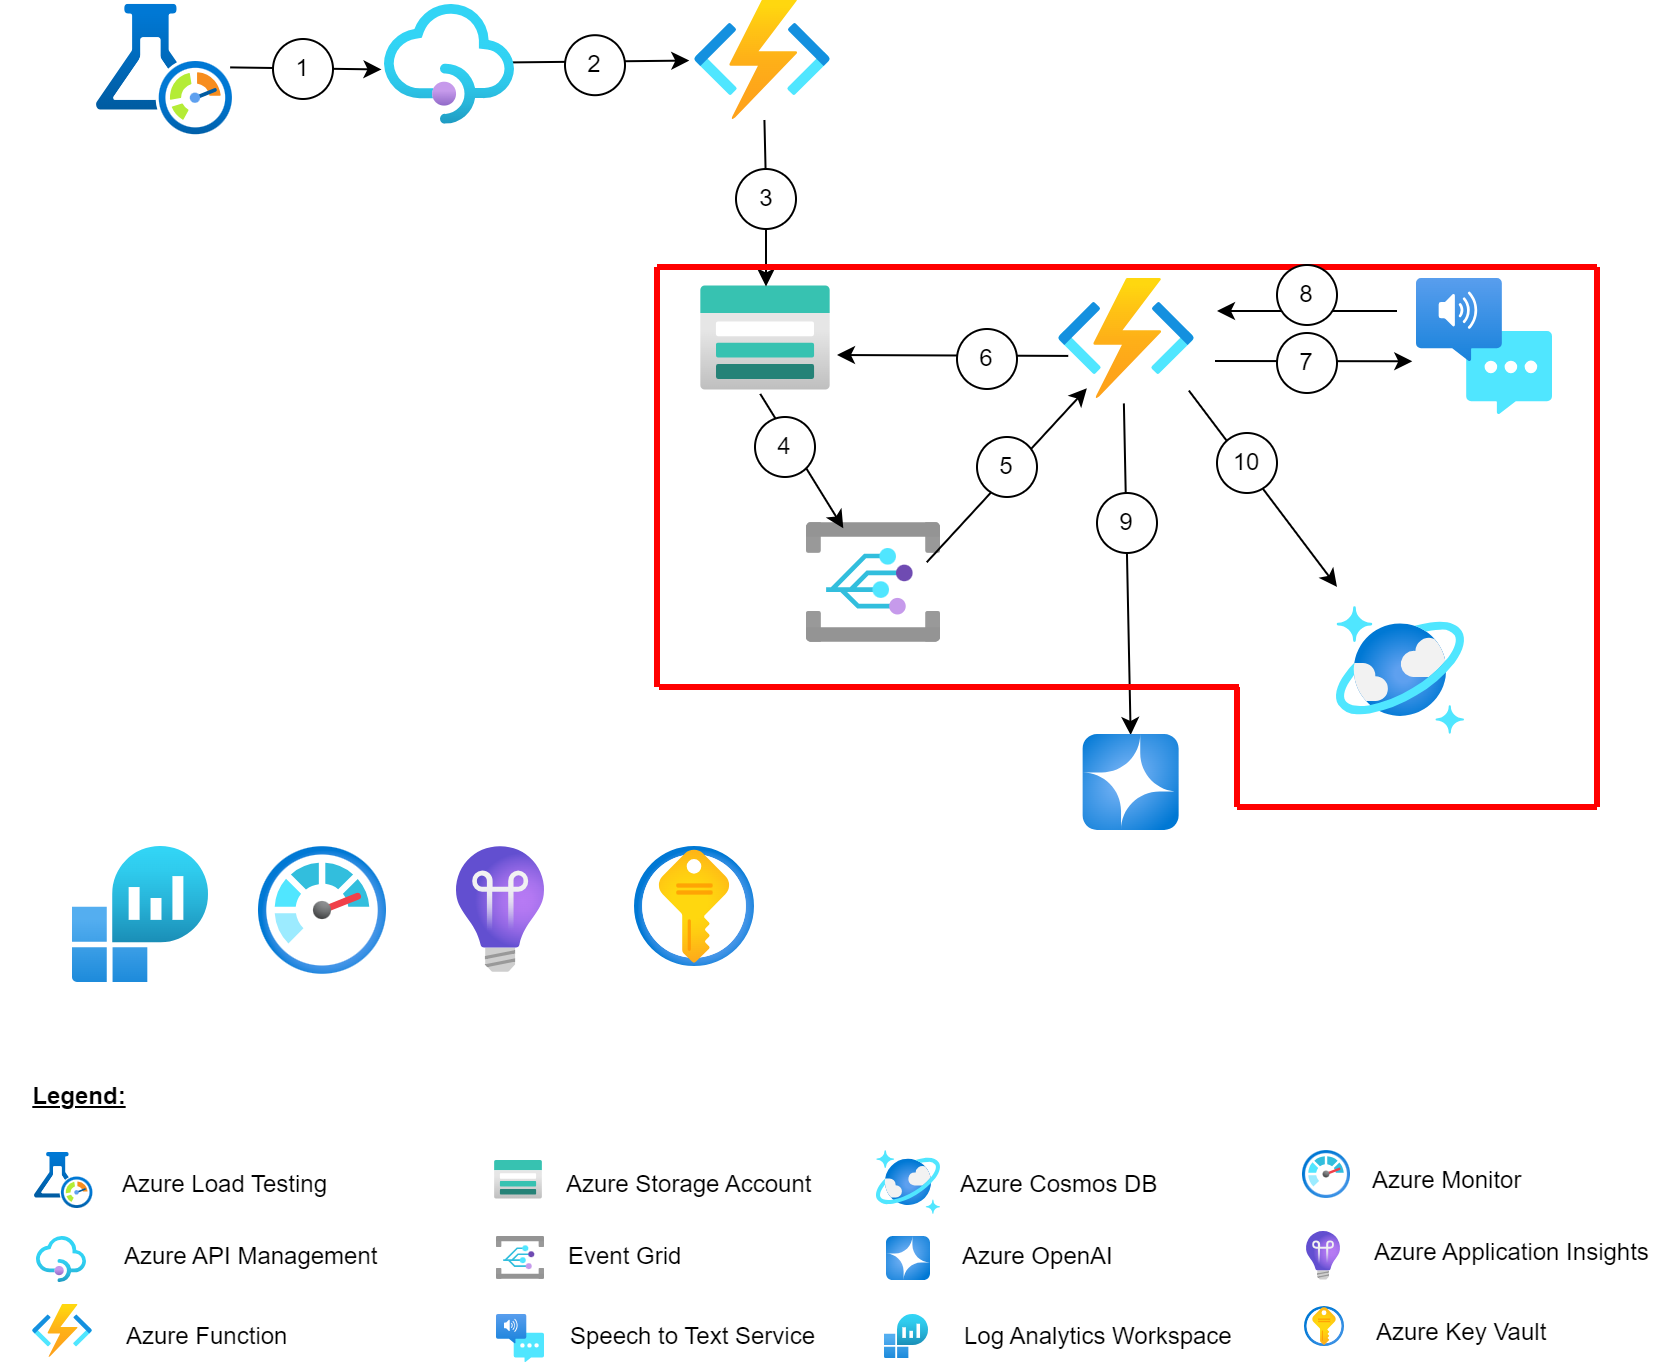 1
2
3
8
6
7
4
5
10
9
Legend:
Azure Load Testing
Azure Storage Account
Azure Cosmos DB
Azure Monitor
Azure API Management
Event Grid
Azure OpenAI
Azure Application Insights
Azure Function
Speech to Text Service
Log Analytics Workspace
Azure Key Vault